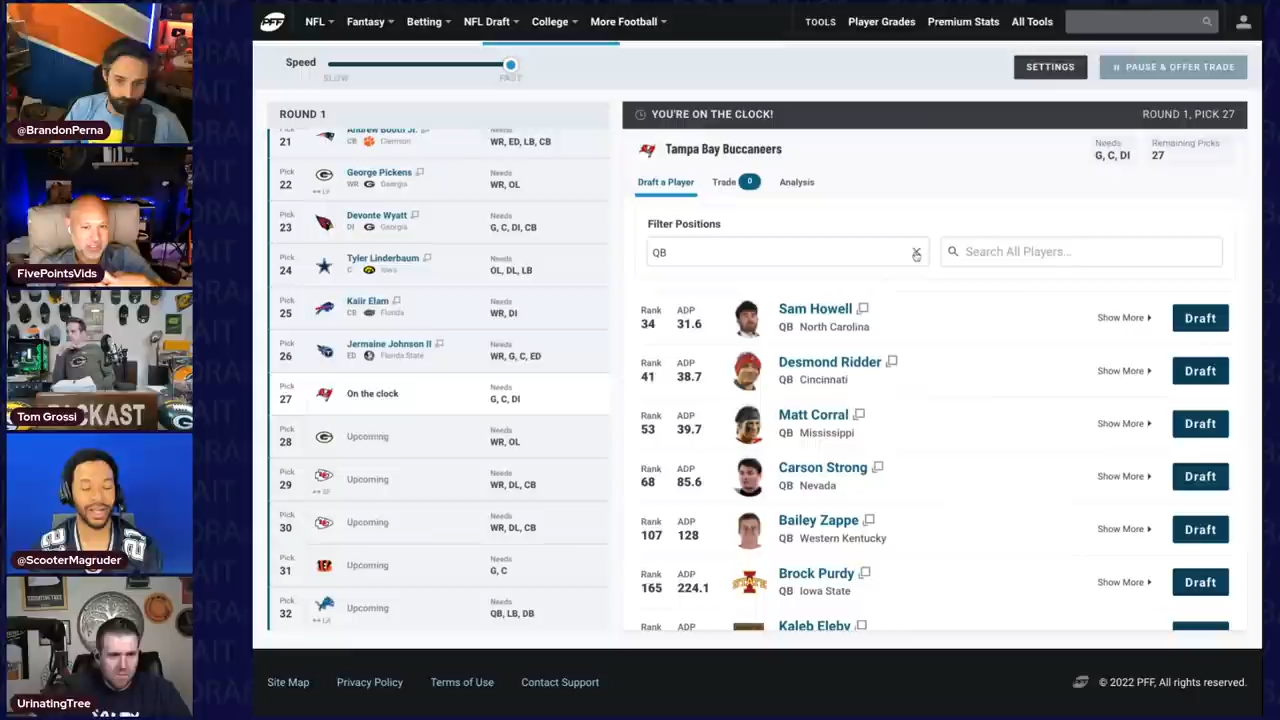 @BrandonPerna
FivePointsVids
Tom Grossi
PACKAST
@ScooterMagruder
UrinatingTree
PFF
NFL
Fantasy
Betting
NFL Draft
College
More Football
TOOLS
Player Grades
Premium Stats
All Tools
Speed
SLOW
FAST
SETTINGS
PAUSE & OFFER TRADE
ROUND 1
Pick
21
Andrew Booth Jr.
CB Clemson
WR, ED, LB, CB
Pick
22
LV
George Pickens
WR Georgia
Needs
WR, OL
Pick
23
Devonte Wyatt
DI Georgia
Needs
G, C, DI, CB
Pick
24
Tyler Linderbaum
C Iowa
Needs
OL, DL, LB
Pick
25
Kaiir Elam
CB Florida
Needs
WR, DI
Pick
26
Jermaine Johnson II
ED Florida State
Needs
WR, G, C, ED
Pick
27
On the clock
Needs
G, C, DI
Pick
28
Upcoming
Needs
WR, OL
Pick
29
SF
Upcoming
Needs
WR, DL, CB
Pick
30
Upcoming
Needs
WR, DL, CB
Pick
31
Upcoming
Needs
G, C
Pick
32
LA
Upcoming
Needs
QB, LB, DB
YOU'RE ON THE CLOCK!
ROUND 1, PICK 27
Tampa Bay Buccaneers
Needs
G, C, DI
Remaining Picks
27
Draft a Player
Trade 0
Analysis
Filter Positions
QB
Search All Players...
Rank ADP
34 31.6
Sam Howell
QB North Carolina
Show More
Draft
Rank ADP
41 38.7
Desmond Ridder
QB Cincinnati
Show More
Draft
Rank ADP
53 39.7
Matt Corral
QB Mississippi
Show More
Draft
Rank ADP
68 85.6
Carson Strong
QB Nevada
Show More
Draft
Rank ADP
107 128
Bailey Zappe
QB Western Kentucky
Show More
Draft
Rank ADP
165 224.1
STATE
Brock Purdy
QB Iowa State
Show More
Draft
Rank ADP
Kaleb Eleby
Site Map
Privacy Policy
Terms of Use
Contact Support
PFF © 2022 PFF, All rights reserved.